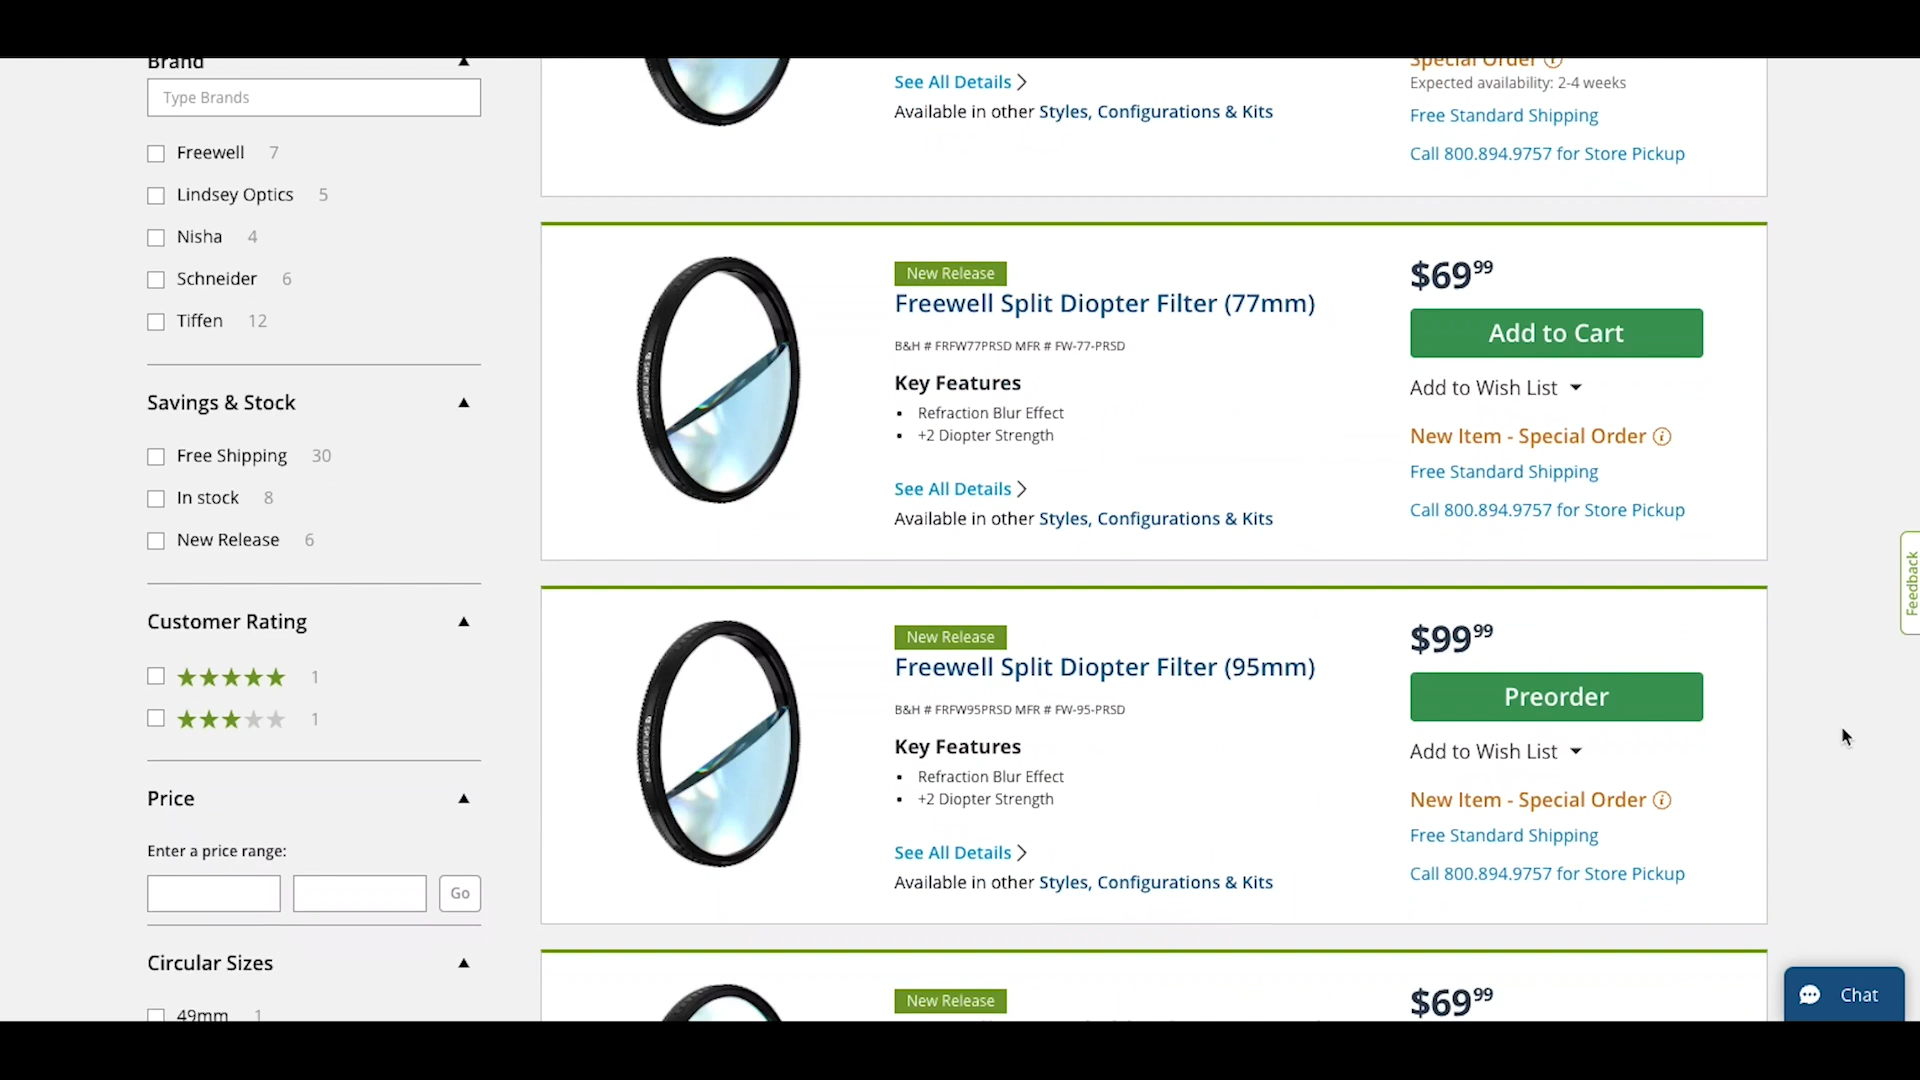 Brand
Type Brands
Freewell 7
Lindsey Optics 5
Nisha 4
Schneider 6
Tiffen 12
Savings & Stock
Free Shipping 30
In stock 8
New Release 6
Customer Rating
1
1
Price
Enter a price range:
Go
Circular Sizes
49mm 1
See All Details
Available in other Styles, Configurations & Kits
Special Order
Expected availability: 2-4 weeks
Free Standard Shipping
Call 800.894.9757 for Store Pickup
New Release
Freewell Split Diopter Filter (77mm)
B&H # FRFW77PRSD MFR # FW-77-PRSD
Key Features
• Refraction Blur Effect
• +2 Diopter Strength
See All Details
Available in other Styles, Configurations & Kits
$69 99
Add to Cart
Add to Wish List
New Item - Special Order
Free Standard Shipping
Call 800.894.9757 for Store Pickup
New Release
Freewell Split Diopter Filter (95mm)
B&H # FRFW95PRSD MFR # FW-95-PRSD
Key Features
• Refraction Blur Effect
• +2 Diopter Strength
See All Details
Available in other Styles, Configurations & Kits
$99 99
Preorder
Add to Wish List
New Item - Special Order
Free Standard Shipping
Call 800.894.9757 for Store Pickup
New Release
$69 99
Feedback
Chat